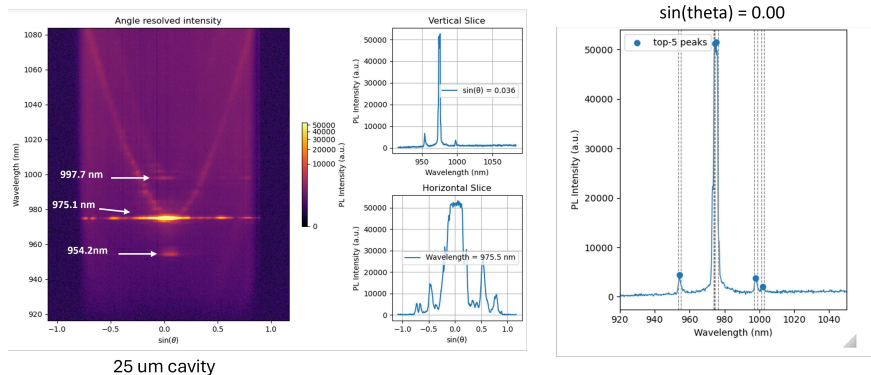 Angle resolved intensity
1080
1060
1040
1020
1000
980
960
940
920
Wavelength (nm)
997.7 nm
975.1 nm
954.2nm
−1.0
−0.5
0.0
0.5
1.0
sin(θ)
50000
40000
30000
20000
10000
0
PL Intensity (a.u.)
25 um cavity
Vertical Slice
50000
40000
30000
20000
10000
0
PL Intensity (a.u.)
sin(θ) = 0.036
950
1000
1050
Wavelength (nm)
Horizontal Slice
50000
40000
30000
20000
10000
0
PL Intensity (a.u.)
Wavelength = 975.5 nm
−1.0
−0.5
0.0
0.5
1.0
sin(θ)
sin(theta) = 0.00
top-5 peaks
50000
40000
30000
20000
10000
0
PL Intensity (a.u.)
920
940
960
980
1000
1020
1040
Wavelength (nm)